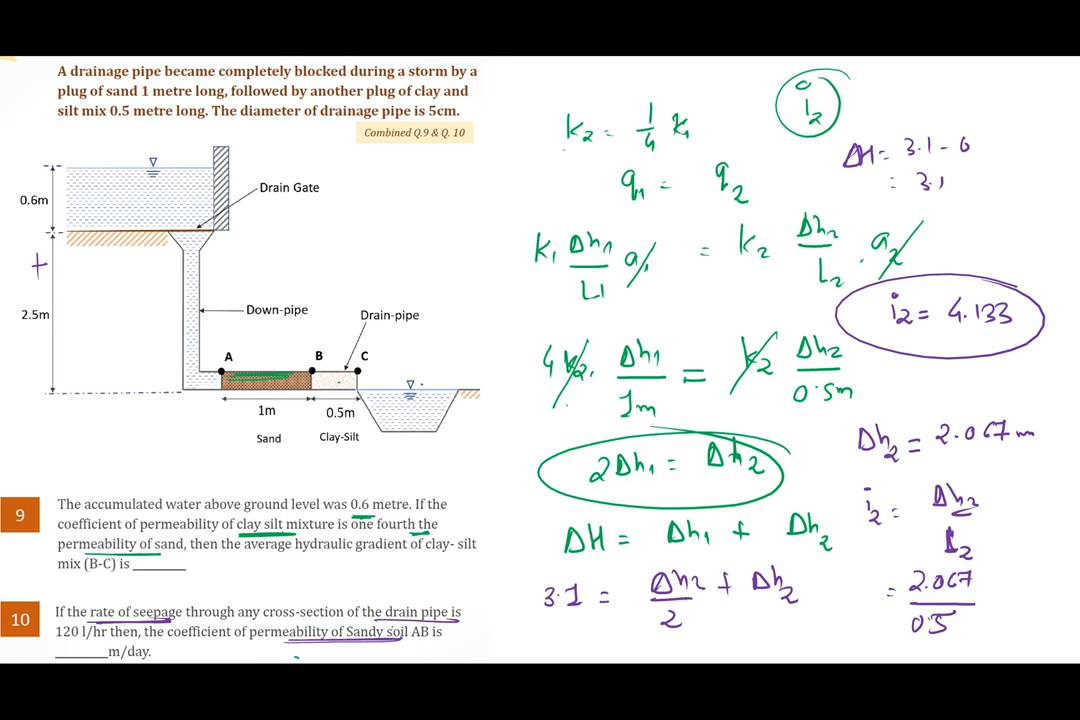 A drainage pipe became completely blocked during a storm by a
plug of sand 1 metre long, followed by another plug of clay and
silt mix 0.5 metre long. The diameter of drainage pipe is 5cm.
Combined Q.9 & Q. 10
Drain Gate
0.6m
+
2.5m
Down-pipe
Drain-pipe
A
B
C
1m
0.5m
Sand
Clay-Silt
9
The accumulated water above ground level was 0.6 metre. If the
coefficient of permeability of clay silt mixture is one fourth the
permeability of sand, then the average hydraulic gradient of clay- silt
mix (B-C) is ______
10
If the rate of seepage through any cross-section of the drain pipe is
120 l/hr then, the coefficient of permeability of Sandy soil AB is
______m/day.
k2 = 1/4 k1
i2
q1 = q2
ΔH = 3.1 - 0
= 3.1
k1 Δh1/L1 a1 = k2 Δh2/L2 . a2
i2 = 4.133
4 k2. Δh1/1m = k2 Δh2/0.5m
2Δh1 = Δh2
Δh2 = 2.067 m
ΔH = Δh1 + Δh2
i2 = Δh2/L2
3.1 = Δh2/2 + Δh2
= 2.067/0.5